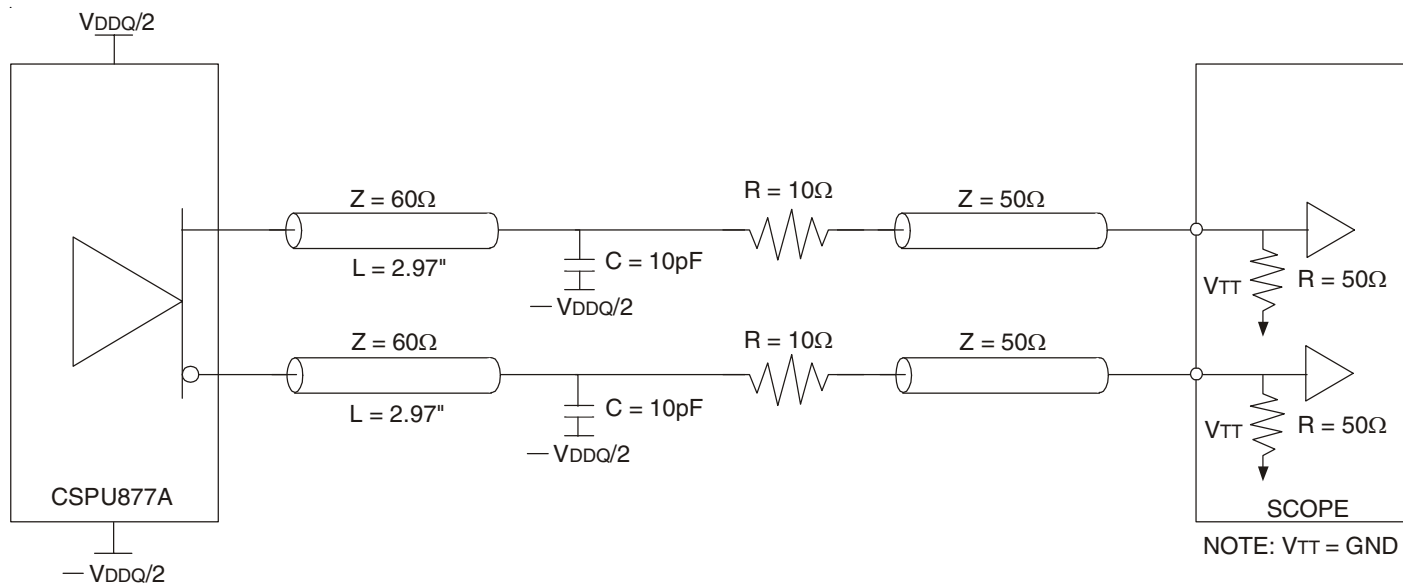 VDDQ/2
Z = 60Ω
R = 10Ω
Z = 50Ω
L = 2.97"
C = 10pF
VTT
R = 50Ω
— VDDQ/2
Z = 60Ω
R = 10Ω
Z = 50Ω
L = 2.97"
C = 10pF
VTT
R = 50Ω
— VDDQ/2
CSPU877A
SCOPE
NOTE: VTT = GND
— VDDQ/2